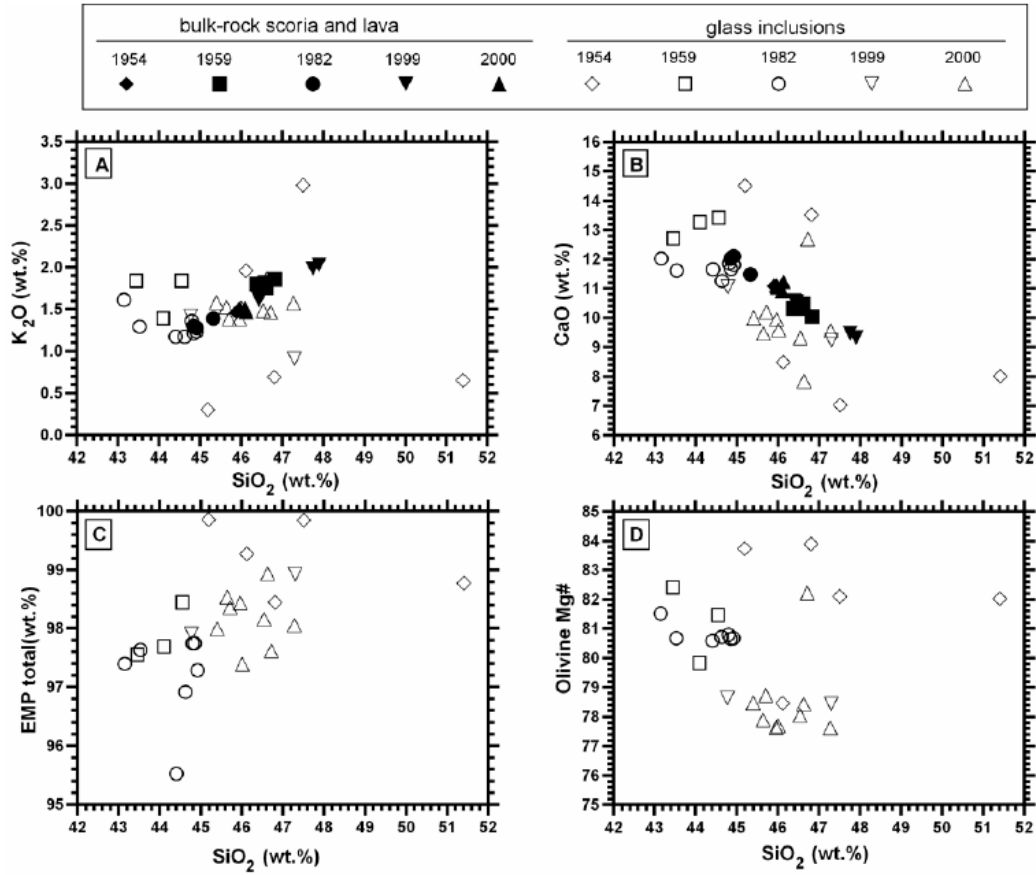 bulk-rock scoria and lava glass inclusions
1954 1959 1982 1999 2000 1954 1959 1982 1999 2000
A
K2O (wt.%)
3.5
3.0
2.5
2.0
1.5
1.0
0.5
0.0
42 43 44 45 46 47 48 49 50 51 52
SiO2 (wt.%)
B
CaO (wt.%)
16
15
14
13
12
11
10
9
8
7
6
42 43 44 45 46 47 48 49 50 51 52
SiO2 (wt.%)
C
EMP total(wt.%)
100
99
98
97
96
95
42 43 44 45 46 47 48 49 50 51 52
SiO2 (wt.%)
D
Olivine Mg#
85
84
83
82
81
80
79
78
77
76
75
42 43 44 45 46 47 48 49 50 51 52
SiO2 (wt.%)